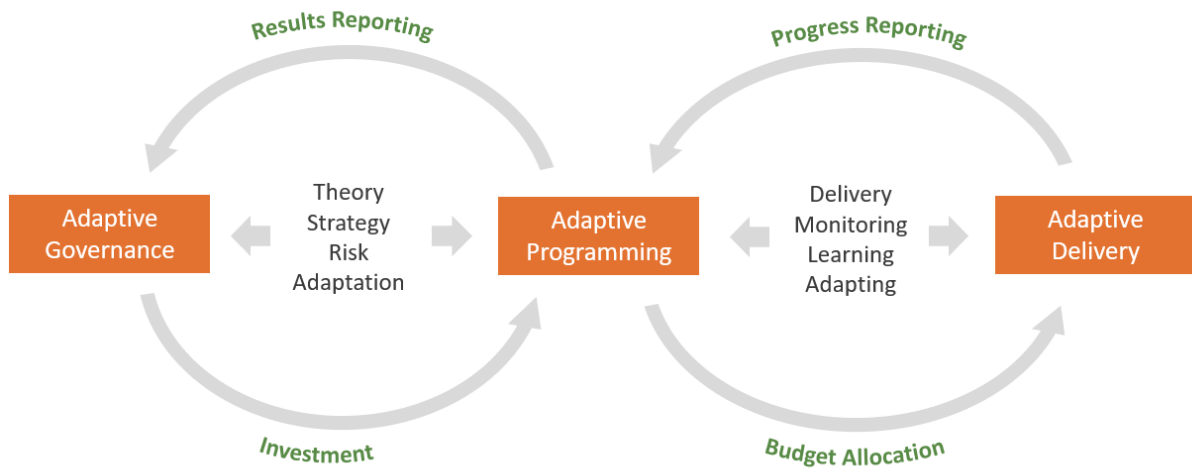 Results Reporting
Progress Reporting
Adaptive
Governance
Theory
Strategy
Risk
Adaptation
Adaptive
Programming
Delivery
Monitoring
Learning
Adapting
Adaptive
Delivery
Investment
Budget Allocation